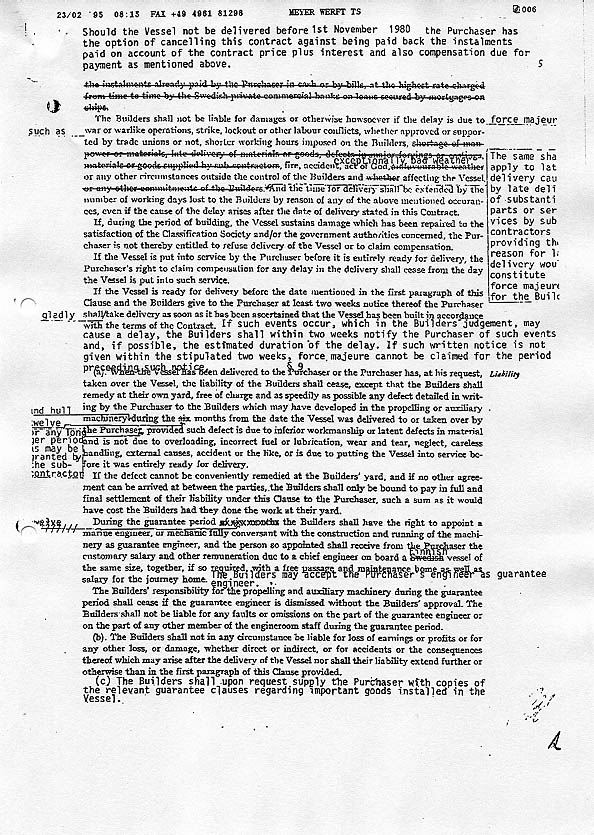 23/02 '95 08:13 FAX +49 4961 81298 MEYER WERFT TS 006
Should the Vessel not be delivered before 1st November 1980 the Purchaser has
the option of cancelling this contract against being paid back the instalments
paid on account of the contract price plus interest and also compensation due for
payment as mentioned above.
5
the instalments already paid by the Purchaser in cash or by bills, at the highest rate charged
from time to time by the Swedish private commercial banks on loans secured by mortgages on
ships.
The Builders shall not be liable for damages or otherwise howsoever if the delay is due to force majeur
such as war or warlike operations, strike, lockout or other labour conflicts, whether approved or suppor-
ted by trade unions or not, shorter working hours imposed on the Builders, shortage of man-
power or materials, late delivery of materials or goods, defects in major forgings or castings,
exceptionally bad weather
materials or goods supplied by sub-contractors, fire, accident, act of God, unfavourable weather
or any other circumstances outside the control of the Builders and whether affecting the Vessel
or any other commitments of the Builders. And the time for delivery shall be extended by the
number of working days lost to the Builders by reason of any of the above mentioned occuran-
ces, even if the cause of the delay arises after the date of delivery stated in this Contract.
The same sha
apply to lat
delivery cau
by late deli
of substanti
parts or ser
vices by sub
contractors
providing the
reason for l
delivery woul
constitute
force majeure
for the Build
If, during the period of building, the Vessel sustains damage which has been repaired to the
satisfaction of the Classification Society and/or the government authorities concerned, the Pur-
chaser is not thereby entitled to refuse delivery of the Vessel or to claim compensation.
If the Vessel is put into service by the Purchaser before it is entirely ready for delivery, the
Purchaser's right to claim compensation for any delay in the delivery shall cease from the day
the Vessel is put into such service.
If the Vessel is ready for delivery before the date mentioned in the first paragraph of this
Clause and the Builders give to the Purchaser at least two weeks notice thereof the Purchaser
gladly shall/take delivery as soon as it has been ascertained that the Vessel has been built in accordance
with the terms of the Contract. If such events occur, which in the Builders' judgement, may
cause a delay, the Builders shall within two weeks notify the Purchaser of such events
and, if possible, the estmated duration of the delay. If such written notice is not
given within the stipulated two weeks, force majeure cannot be claimed for the period
preceeding such notice.
§ 9
(a). When the Vessel has been delivered to the Purchaser or the Purchaser has, at his request, Liability
taken over the Vessel, the liability of the Builders shall cease, except that the Builders shall
remedy at their own yard, free of charge and as speedily as possible any defect detailed in writ-
ing by the Purchaser to the Builders which may have developed in the propelling or auxiliary
machinery during the six months from the date the Vessel was delivered to or taken over by
the Purchaser, provided such defect is due to inferior workmanship or latent defects in material
and is not due to overloading, incorrect fuel or lubrication, wear and tear, neglect, careless
handling, external causes, accident or the like, or is due to putting the Vessel into service be-
fore it was entirely ready for delivery.
and hull
twelve
or any long
er period
as may be
granted by
the sub-
contractor
If the defect cannot be conveniently remedied at the Builders' yard, and if no other agree-
ment can be arrived at between the parties, the Builders shall only be bound to pay in full and
final settlement of their liability under this Clause to the Purchaser, such a sum as it would
have cost the Builders had they done the work at their yard.
twelve During the guarantee period the Builders shall have the right to appoint a
marine engineer, or mechanic fully conversant with the construction and running of the machi-
nery as guarantee engineer, and the person so appointed shall receive from the Purchaser the
Finnish
customary salary and other remuneration due to a chief engineer on board a Swedish vessel of
the same size, together, if so required, with a free passage and maintenance home as well as
salary for the journey home. The Builders may accept the Purchaser's engineer as guarantee
engineer.
The Builders' responsibility for the propelling and auxiliary machinery during the guarantee
period shall cease if the guarantee engineer is dismissed without the Builders' approval. The
Builders shall not be liable for any faults or omissions on the part of the guarantee engineer or
on the part of any other member of the engineroom staff during the guarantee period.
(b). The Builders shall not in any circumstance be liable for loss of earnings or profits or for
any other loss, or damage, whether direct or indirect, or for accidents or the consequences
thereof which may arise after the delivery of the Vessel nor shall their liability extend further or
otherwise than in the first paragraph of this Clause provided.
(c) The Builders shall upon request supply the Purchaser with copies of
the relevant guarantee clauses regarding important goods installed in the
Vessel.